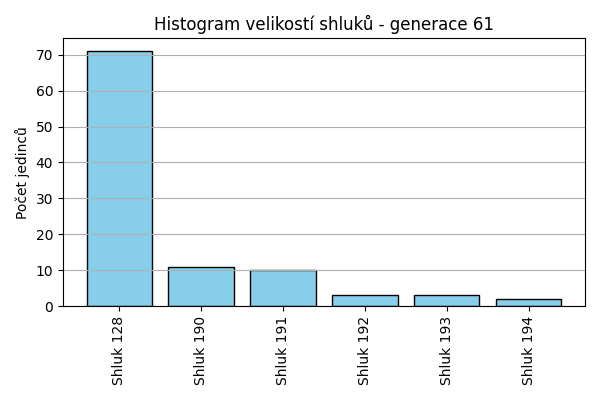 Histogram velikostí shluků - generace 61
Počet jedinců
70
60
50
40
30
20
10
0
Shluk 128
Shluk 190
Shluk 191
Shluk 192
Shluk 193
Shluk 194